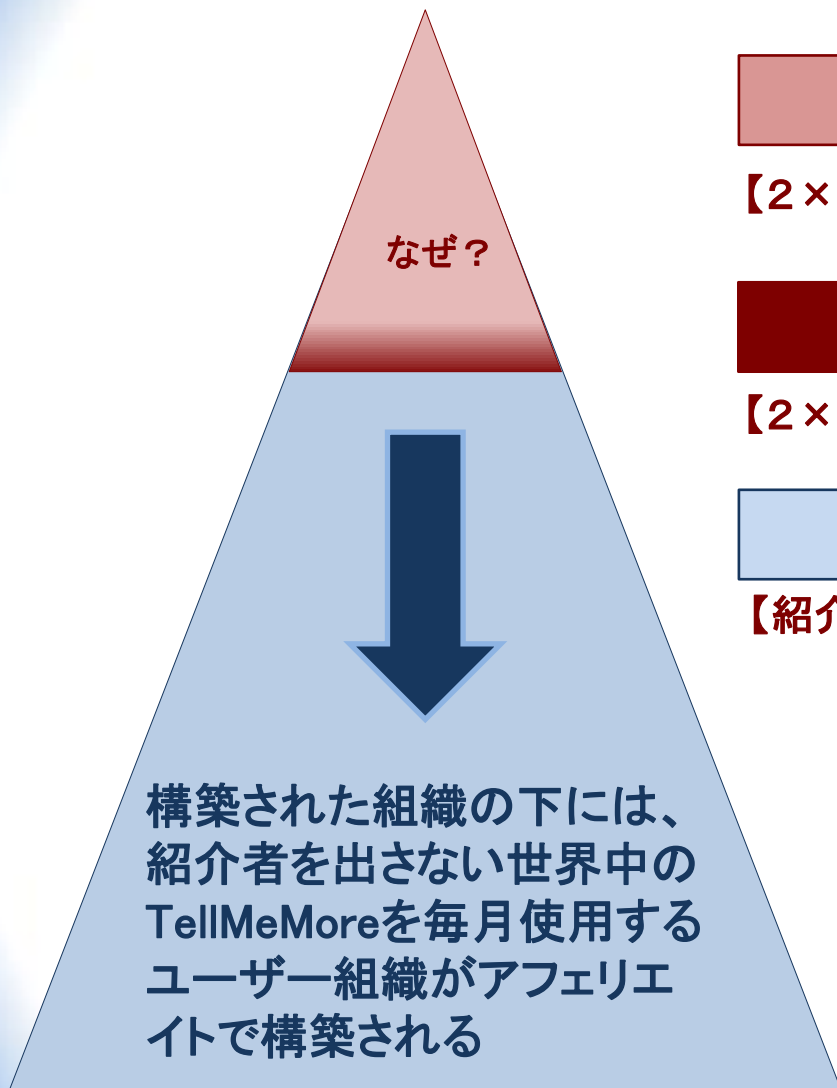 なぜ？
【２×
【２×
【紹介
構築された組織の下には、
紹介者を出さない世界中の
TellMeMoreを毎月使用する
ユーザー組織がアフェリエ
イトで構築される